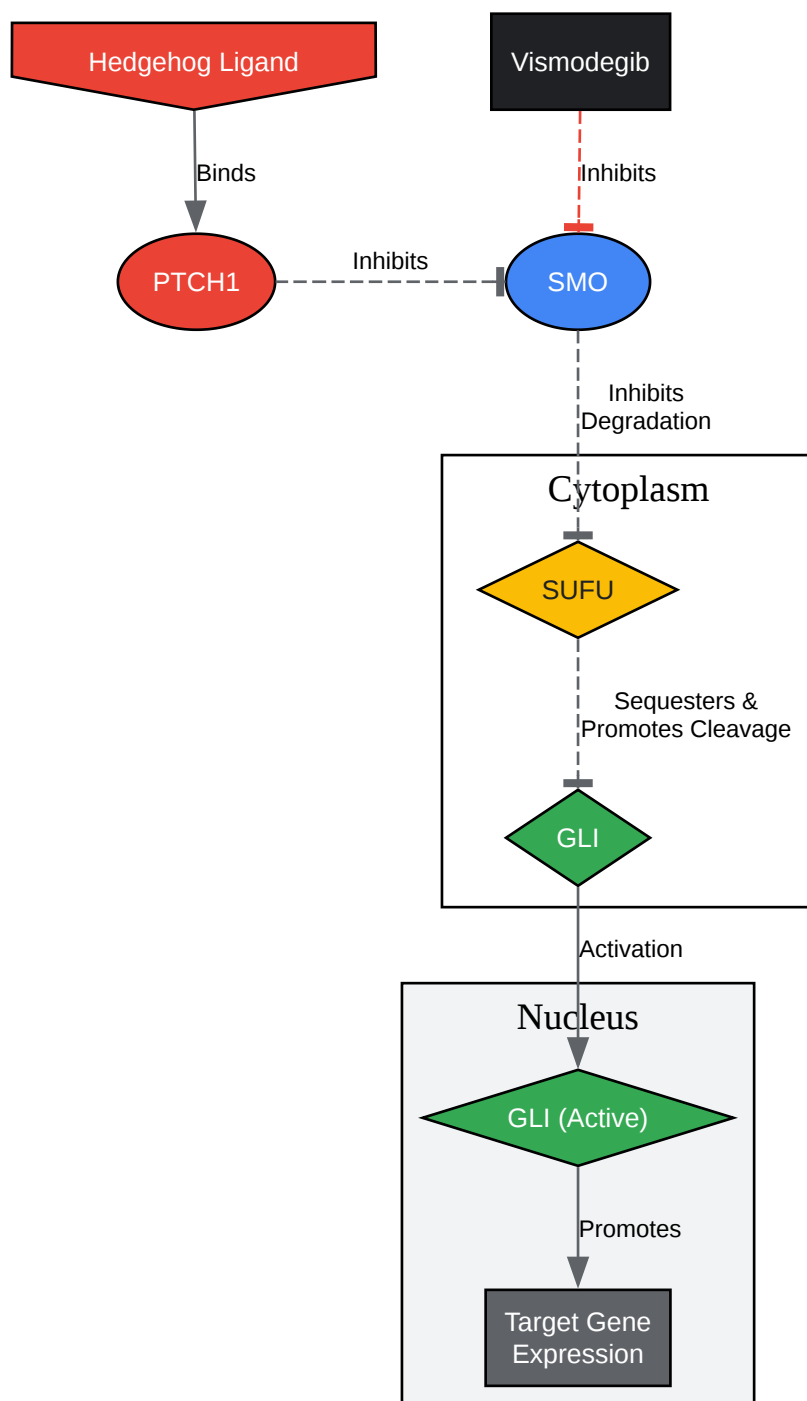 Hedgehog Ligand
Vismodegib
Binds
Inhibits
PTCH1
Inhibits
SMO
Inhibits
Degradation
Cytoplasm
SUFU
Sequesters &
Promotes Cleavage
GLI
Activation
Nucleus
GLI (Active)
Promotes
Target Gene
Expression